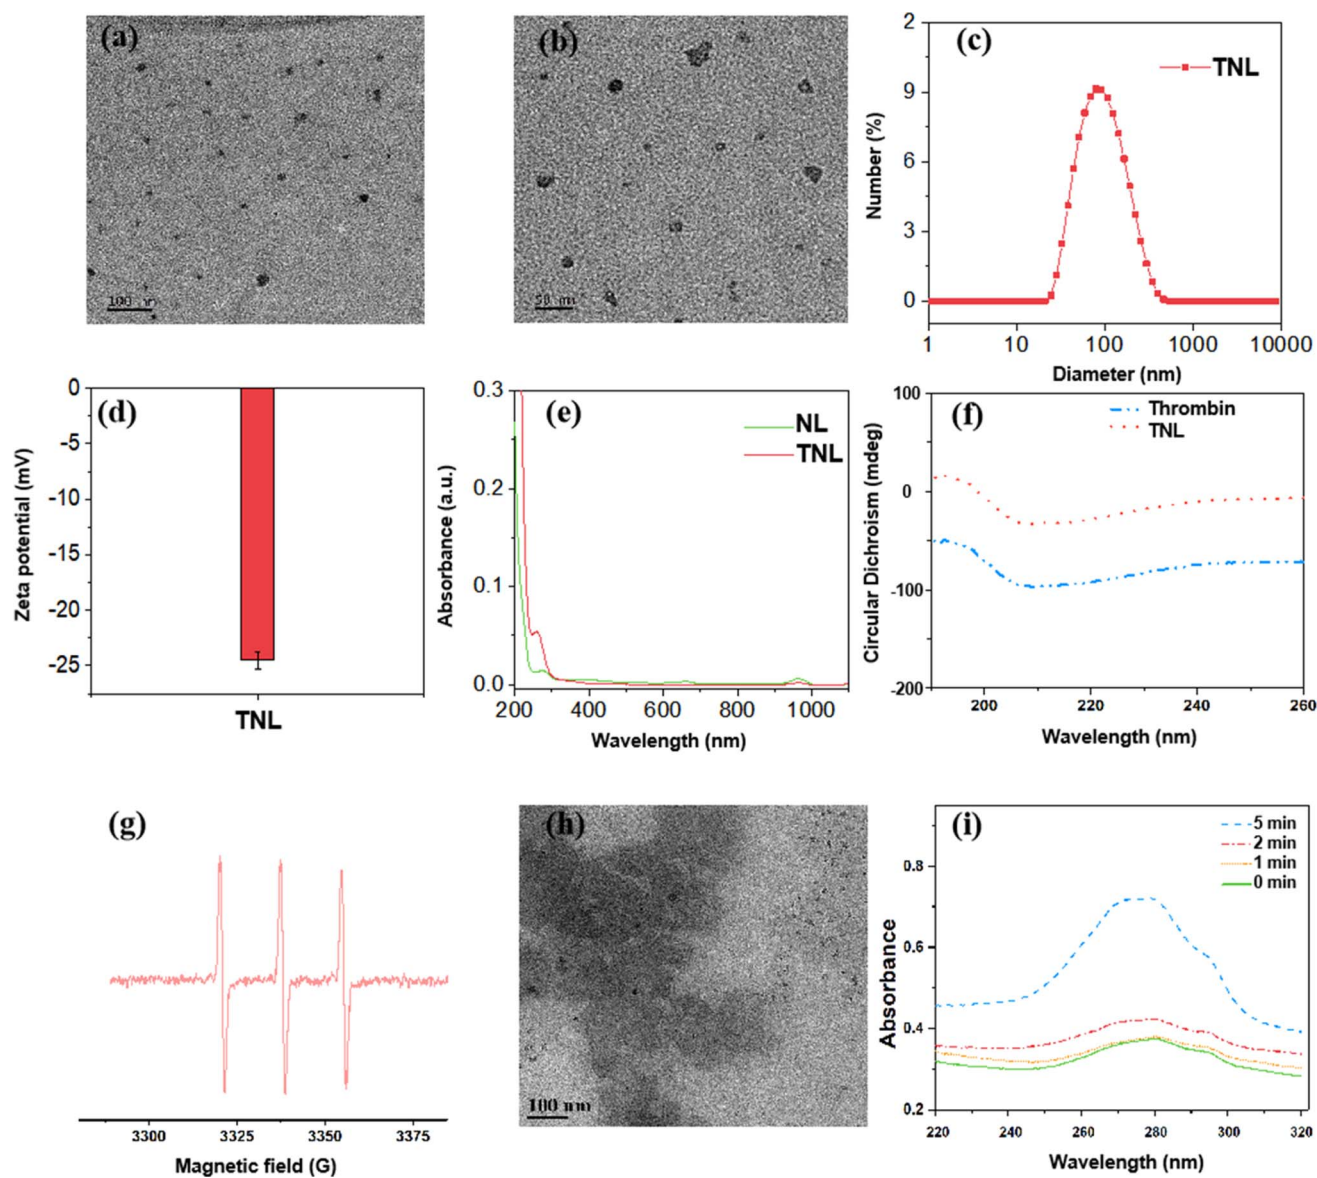 (a)
100 nm
(b)
50 nm
(c)
TNL
2
9
6
3
0
Number (%)
1
10
100
1000
10000
Diameter (nm)
(d)
0
-5
-10
-15
-20
-25
Zeta potential (mV)
TNL
(e)
NL
TNL
0.3
0.2
0.1
0.0
Absorbance (a.u.)
200
400
600
800
1000
Wavelength (nm)
(f)
Thrombin
TNL
100
0
-100
-200
Circular Dichroism (mdeg)
200
220
240
260
Wavelength (nm)
(g)
3300
3325
3350
3375
Magnetic field (G)
(h)
100 nm
(i)
5 min
2 min
1 min
0 min
0.8
0.6
0.4
0.2
Absorbance
220
240
260
280
300
320
Wavelength (nm)